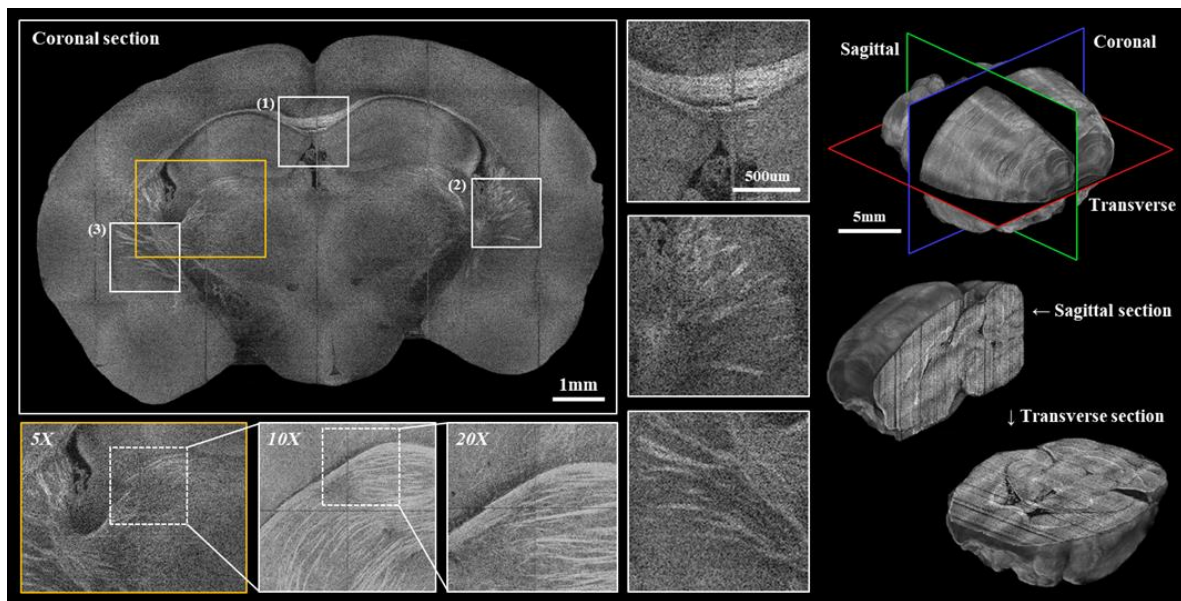 Coronal section
(1)
(2)
(3)
1mm
5X
10X
20X
500um
Sagittal
Coronal
Transverse
5mm
← Sagittal section
↓ Transverse section